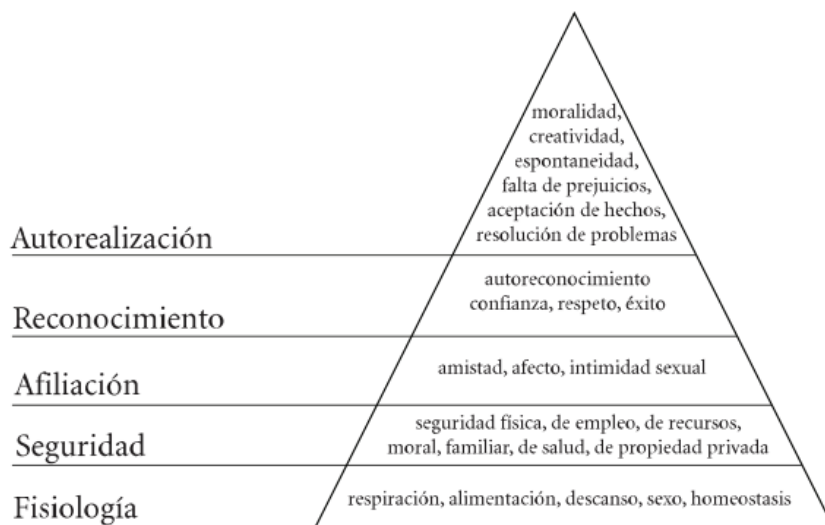 moralidad,
creatividad,
espontaneidad,
falta de prejuicios,
aceptación de hechos,
resolución de problemas
Autorealización
autoreconocimiento
confianza, respeto, éxito
Reconocimiento
amistad, afecto, intimidad sexual
Afiliación
seguridad física, de empleo, de recursos,
moral, familiar, de salud, de propiedad privada
Seguridad
respiración, alimentación, descanso, sexo, homeostasis
Fisiología